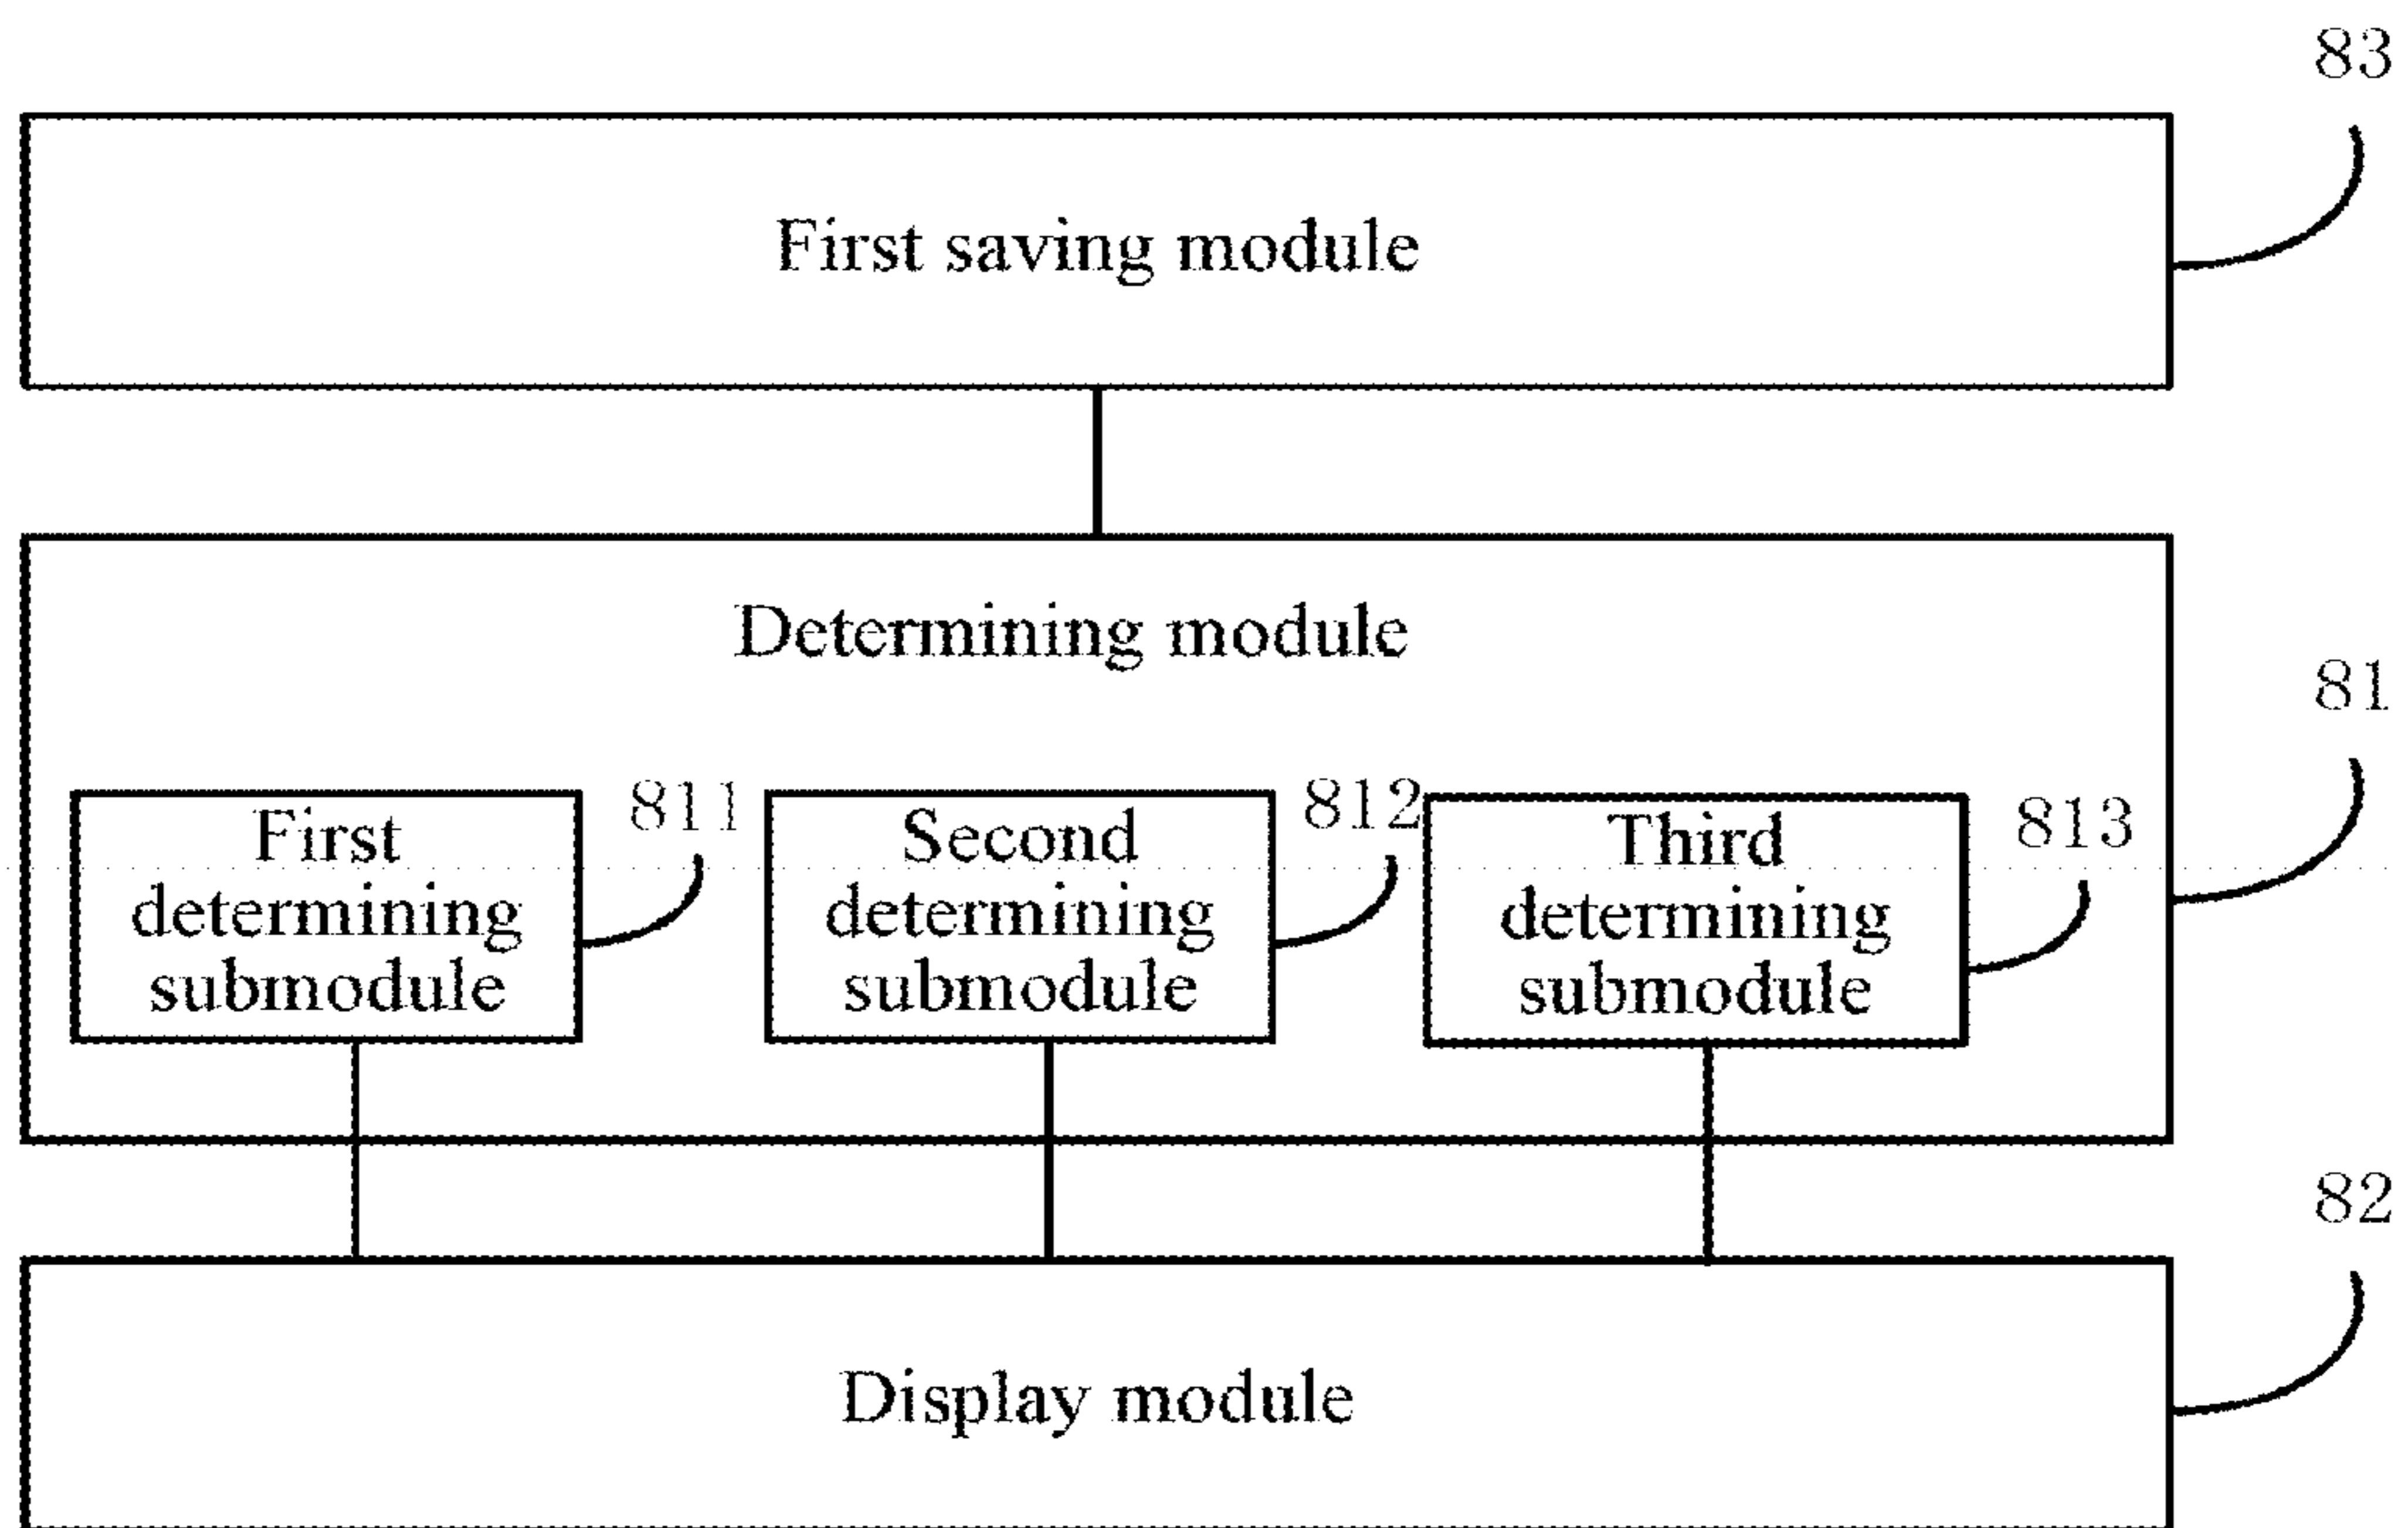 83
First saving module
Determining module
81
First
determining
submodule
811
Second
determining
submodule
812
Third
determining
submodule
813
82
Display module